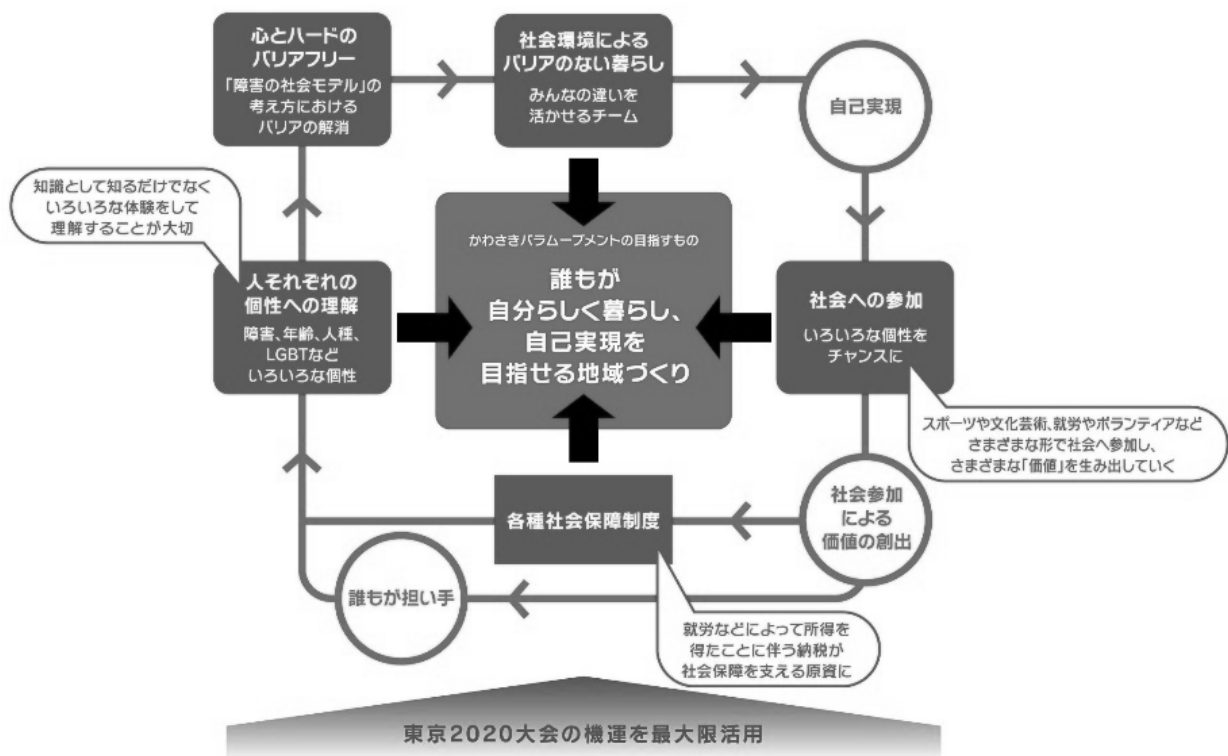 心とハードの
バリアフリー
「障害の社会モデル」の
考え方における
バリアの解消
社会環境による
バリアのない暮らし
みんなの違いを
活かせるチーム
自己実現
知識として知るだけでなく
いろいろな体験をして
理解することが大切
人それぞれの
個性への理解
障害、年齢、人種、
LGBTなど
いろいろな個性
かわさきパラムーブメントの目指すもの
誰もが
自分らしく暮らし、
自己実現を
目指せる地域づくり
社会への参加
いろいろな個性を
チャンスに
スポーツや文化芸術、就労やボランティアなど
さまざまな形で社会へ参加し、
さまざまな「価値」を生み出していく
各種社会保障制度
社会参加
による
価値の創出
誰もが担い手
就労などによって所得を
得たことに伴う納税が
社会保障を支える原資に
東京2020大会の機運を最大限活用